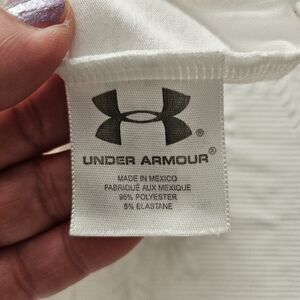 ®
UNDER ARMOUR®
MADE IN MEXICO
FABRIQUÉ AUX MEXIQUE
95% POLYESTER
5% ELASTANE